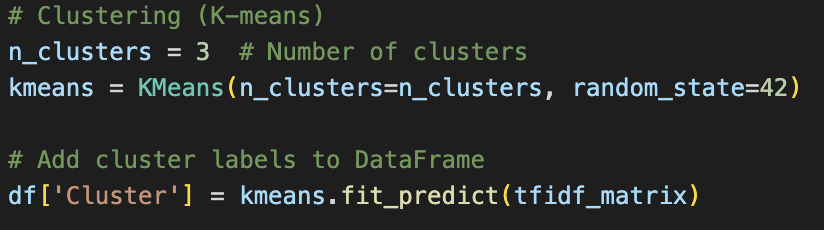 # Clustering (K-means)
n_clusters = 3  # Number of clusters
kmeans = KMeans(n_clusters=n_clusters, random_state=42)
# Add cluster labels to DataFrame
df['Cluster'] = kmeans.fit_predict(tfidf_matrix)